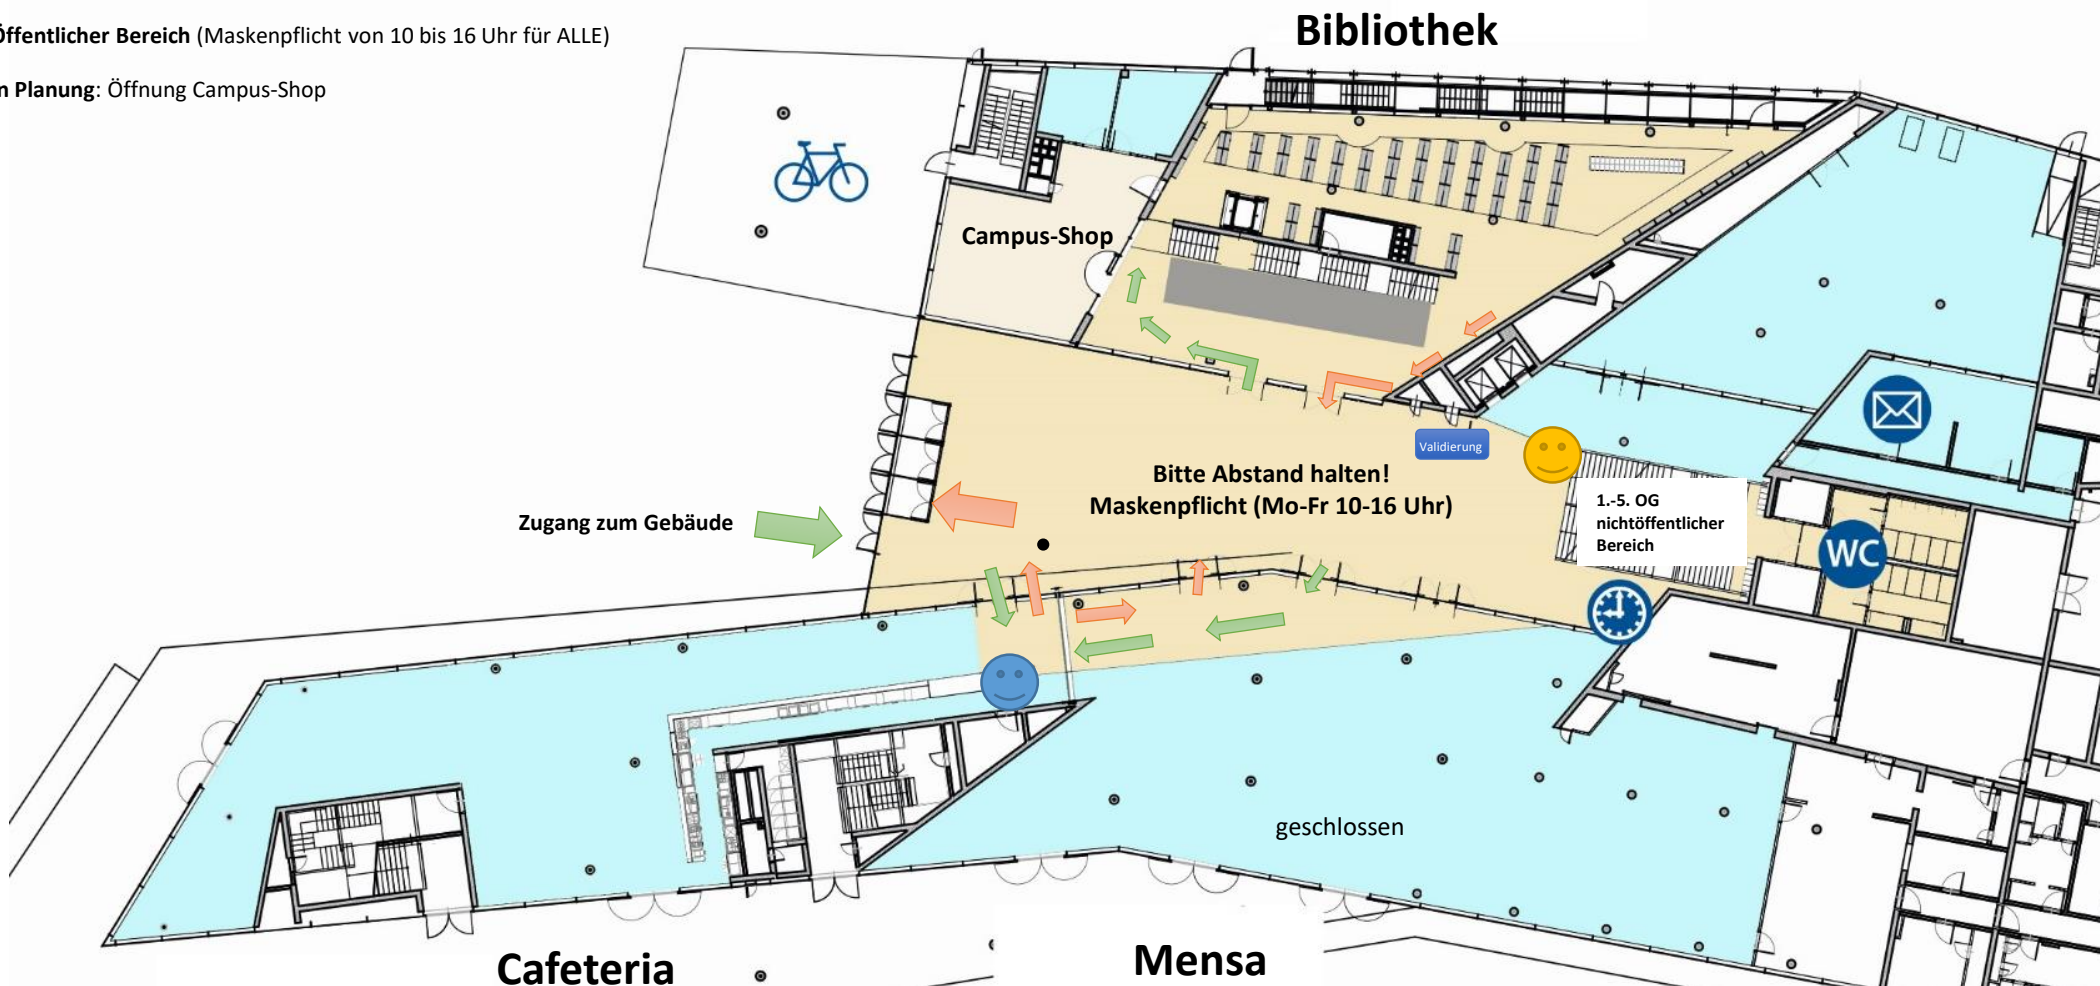 Öffentlicher Bereich (Maskenpflicht von 10 bis 16 Uhr für ALLE)
n Planung: Öffnung Campus-Shop
Bibliothek
Campus-Shop
Validierung
Bitte Abstand halten!
Maskenpflicht (Mo-Fr 10-16 Uhr)
Zugang zum Gebäude
1.-5. OG
nichtöffentlicher
Bereich
WC
geschlossen
Cafeteria
Mensa